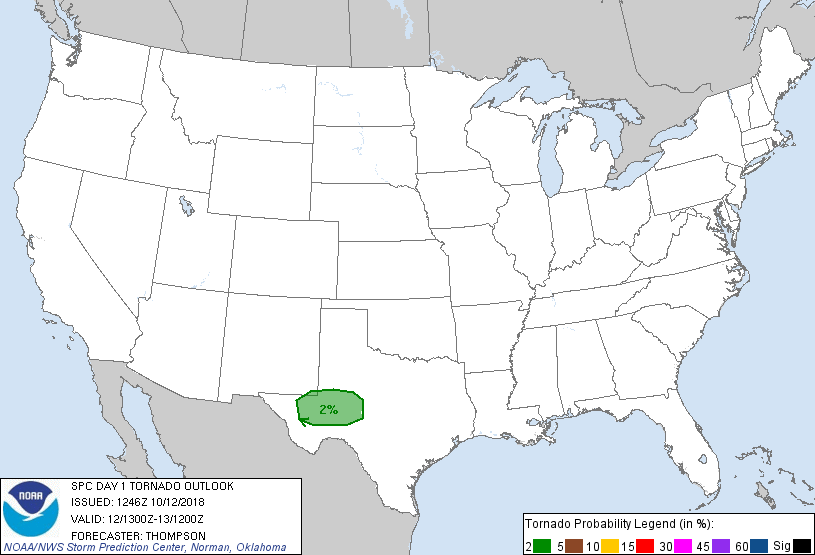 2%
NOAA
SPC DAY 1 TORNADO OUTLOOK
ISSUED: 1246Z 10/12/2018
VALID: 12/1300Z-13/1200Z
FORECASTER: THOMPSON
NOAA/NWS Storm Prediction Center, Norman, Oklahoma
Tornado Probability Legend (in %):
2 5 10 15 30 45 60 Sig